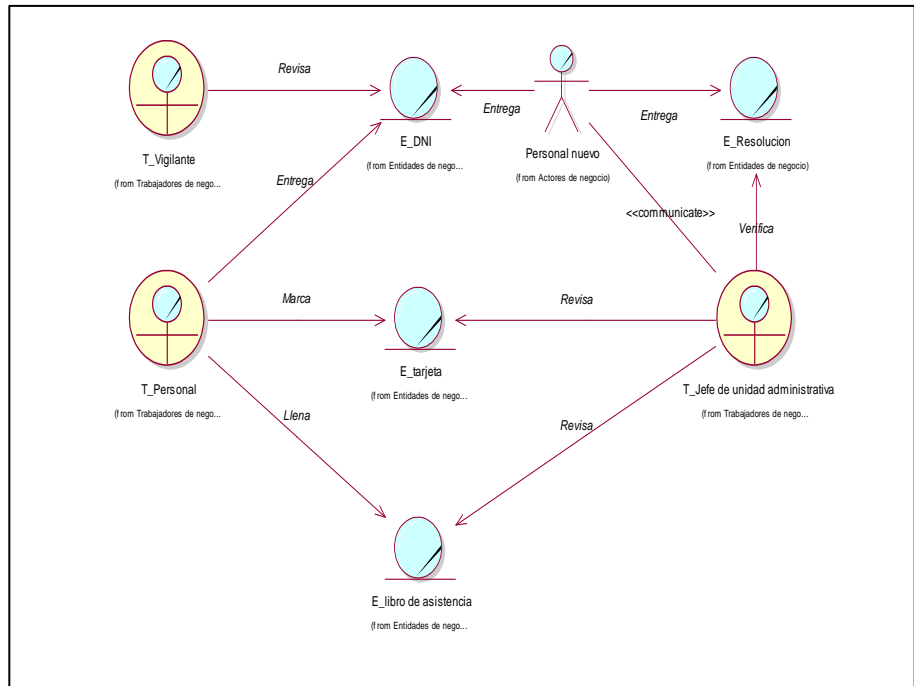 Revisa
Entrega
Entrega
T_Vigilante
(from Trabajadores de nego...
E_DNI
(from Entidades de nego...
Personal nuevo
(from Actores de negocio)
E_Resolucion
(from Entidades de negocio)
Entrega
<<communicate>>
Verifica
Marca
Revisa
T_Personal
(from Trabajadores de nego...
E_tarjeta
(from Entidades de nego...
T_Jefe de unidad administrativa
(from Trabajadores de nego...
Llena
Revisa
E_libro de asistencia
(from Entidades de nego...